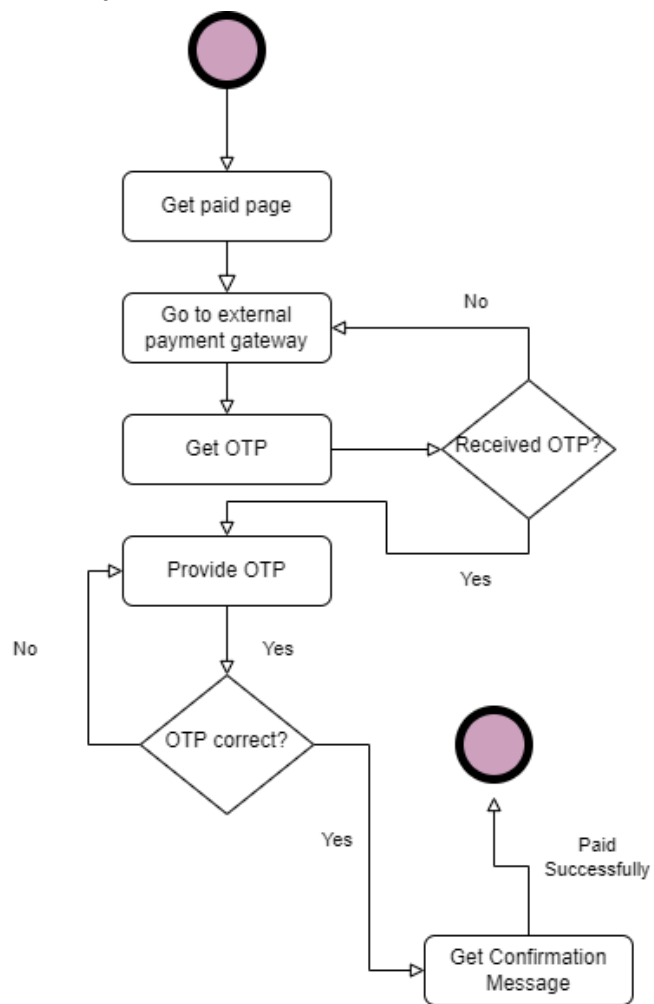 Get paid page
No
Go to external
payment gateway
Get OTP
Received OTP?
Provide OTP
Yes
No
Yes
OTP correct?
Yes
Paid
Successfully
Get Confirmation
Message